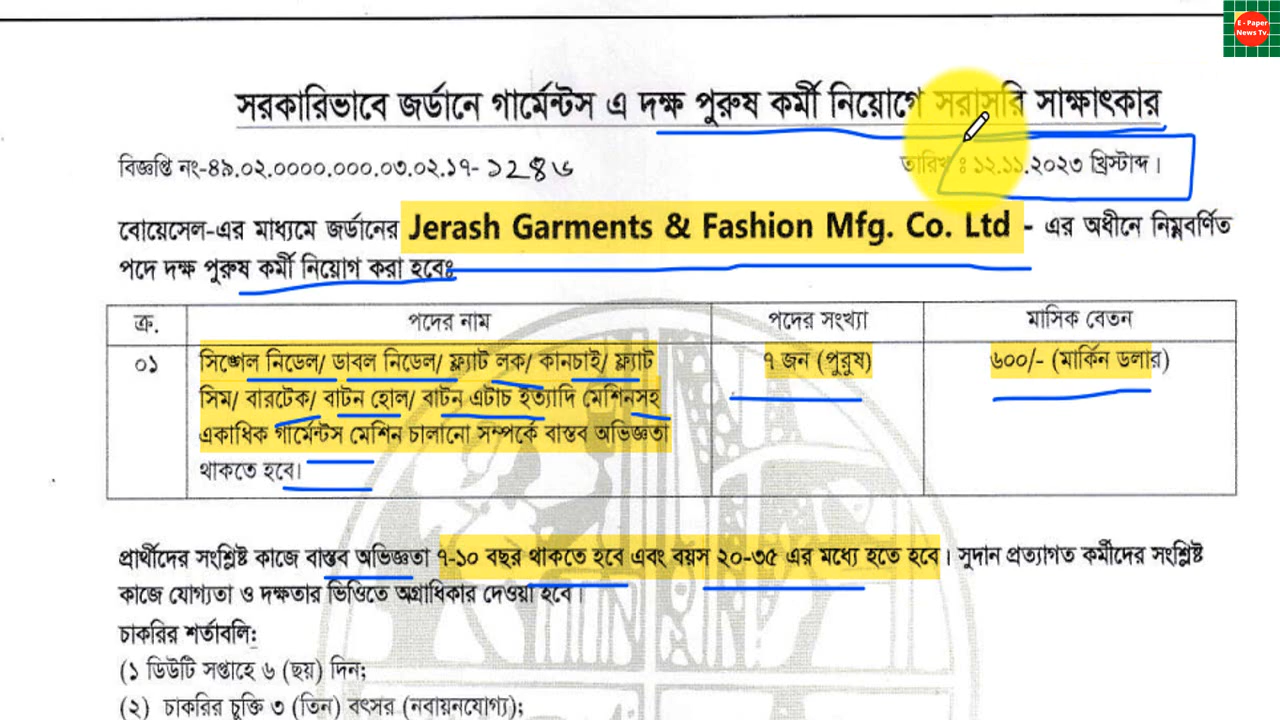 E - Paper
News Tv.
সরকারিভাবে জর্ডানে গার্মেন্টস এ দক্ষ পুরুষ কর্মী নিয়োগে সরাসরি সাক্ষাৎকার
বিজ্ঞপ্তি নং-৪৯.০২.০০০০.০০০.০৩.০২.১৭- ১২৪৬
তারিখ ঃ ১২.১১.২০২৩ খ্রিস্টাব্দ।
বোয়েসেল-এর মাধ্যমে জর্ডানের Jerash Garments & Fashion Mfg. Co. Ltd - এর অধীনে নিম্নবর্ণিত
পদে দক্ষ পুরুষ কর্মী নিয়োগ করা হবেঃ
ক্র. পদের নাম পদের সংখ্যা মাসিক বেতন
০১ সিঙ্গেল নিডেল/ ডাবল নিডেল/ ফ্ল্যাট লক/ কানচাই/ ফ্ল্যাট ৭ জন (পুরুষ) ৬০০/- (মার্কিন ডলার)
সিম/ বারটেক/ বাটন হোল/ বাটন এটাচ ইত্যাদি মেশিনসহ
একাধিক গার্মেন্টস মেশিন চালানো সম্পর্কে বাস্তব অভিজ্ঞতা
থাকতে হবে।
প্রার্থীদের সংশ্লিষ্ট কাজে বাস্তব অভিজ্ঞতা ৭-১০ বছর থাকতে হবে এবং বয়স ২০-৩৫ এর মধ্যে হতে হবে। সুদান প্রত্যাগত কর্মীদের সংশ্লিষ্ট
কাজে যোগ্যতা ও দক্ষতার ভিত্তিতে অগ্রাধিকার দেওয়া হবে।
চাকরির শর্তাবলি:
(১ ডিউটি সপ্তাহে ৬ (ছয়) দিন;
(২) চাকরির চুক্তি ৩ (তিন) বৎসর (নবায়নযোগ্য);